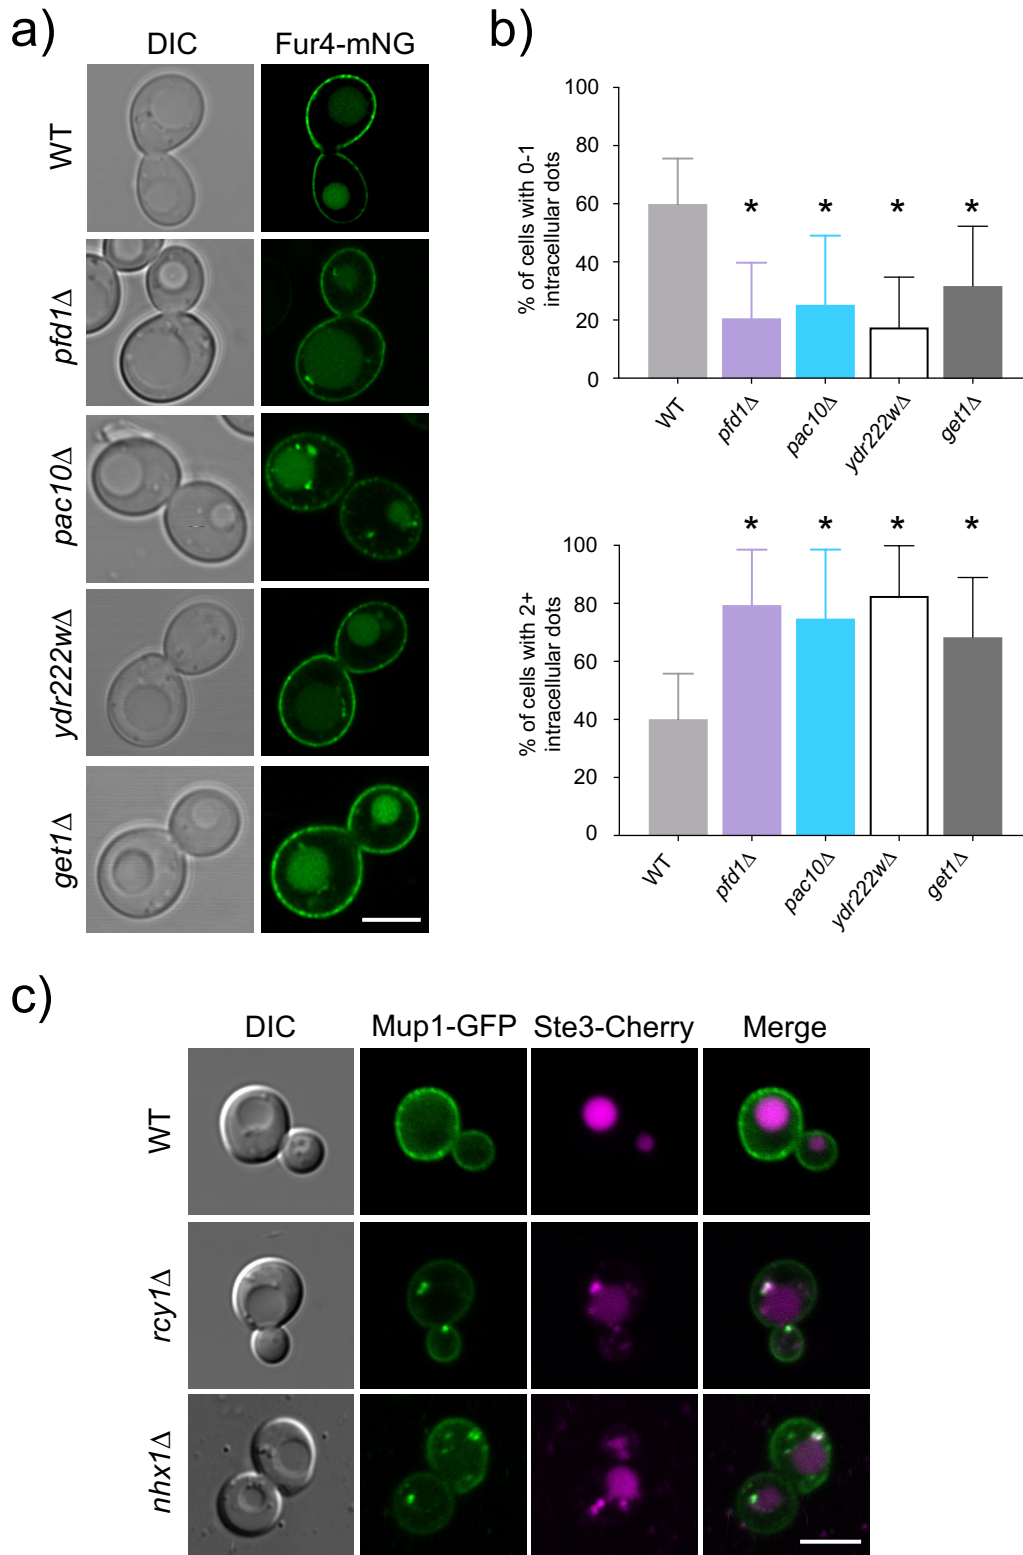 a)
DIC
Fur4-mNG
WT
pfd1Δ
pac10Δ
ydr222wΔ
get1Δ
b)
% of cells with 0-1
intracellular dots
100
80
60
40
20
0
* * * *
WT
pfd1Δ
pac10Δ
ydr222wΔ
get1Δ
% of cells with 2+
intracellular dots
100
80
60
40
20
0
* * * *
WT
pfd1Δ
pac10Δ
ydr222wΔ
get1Δ
c)
DIC
Mup1-GFP
Ste3-Cherry
Merge
WT
rcy1Δ
nhx1Δ